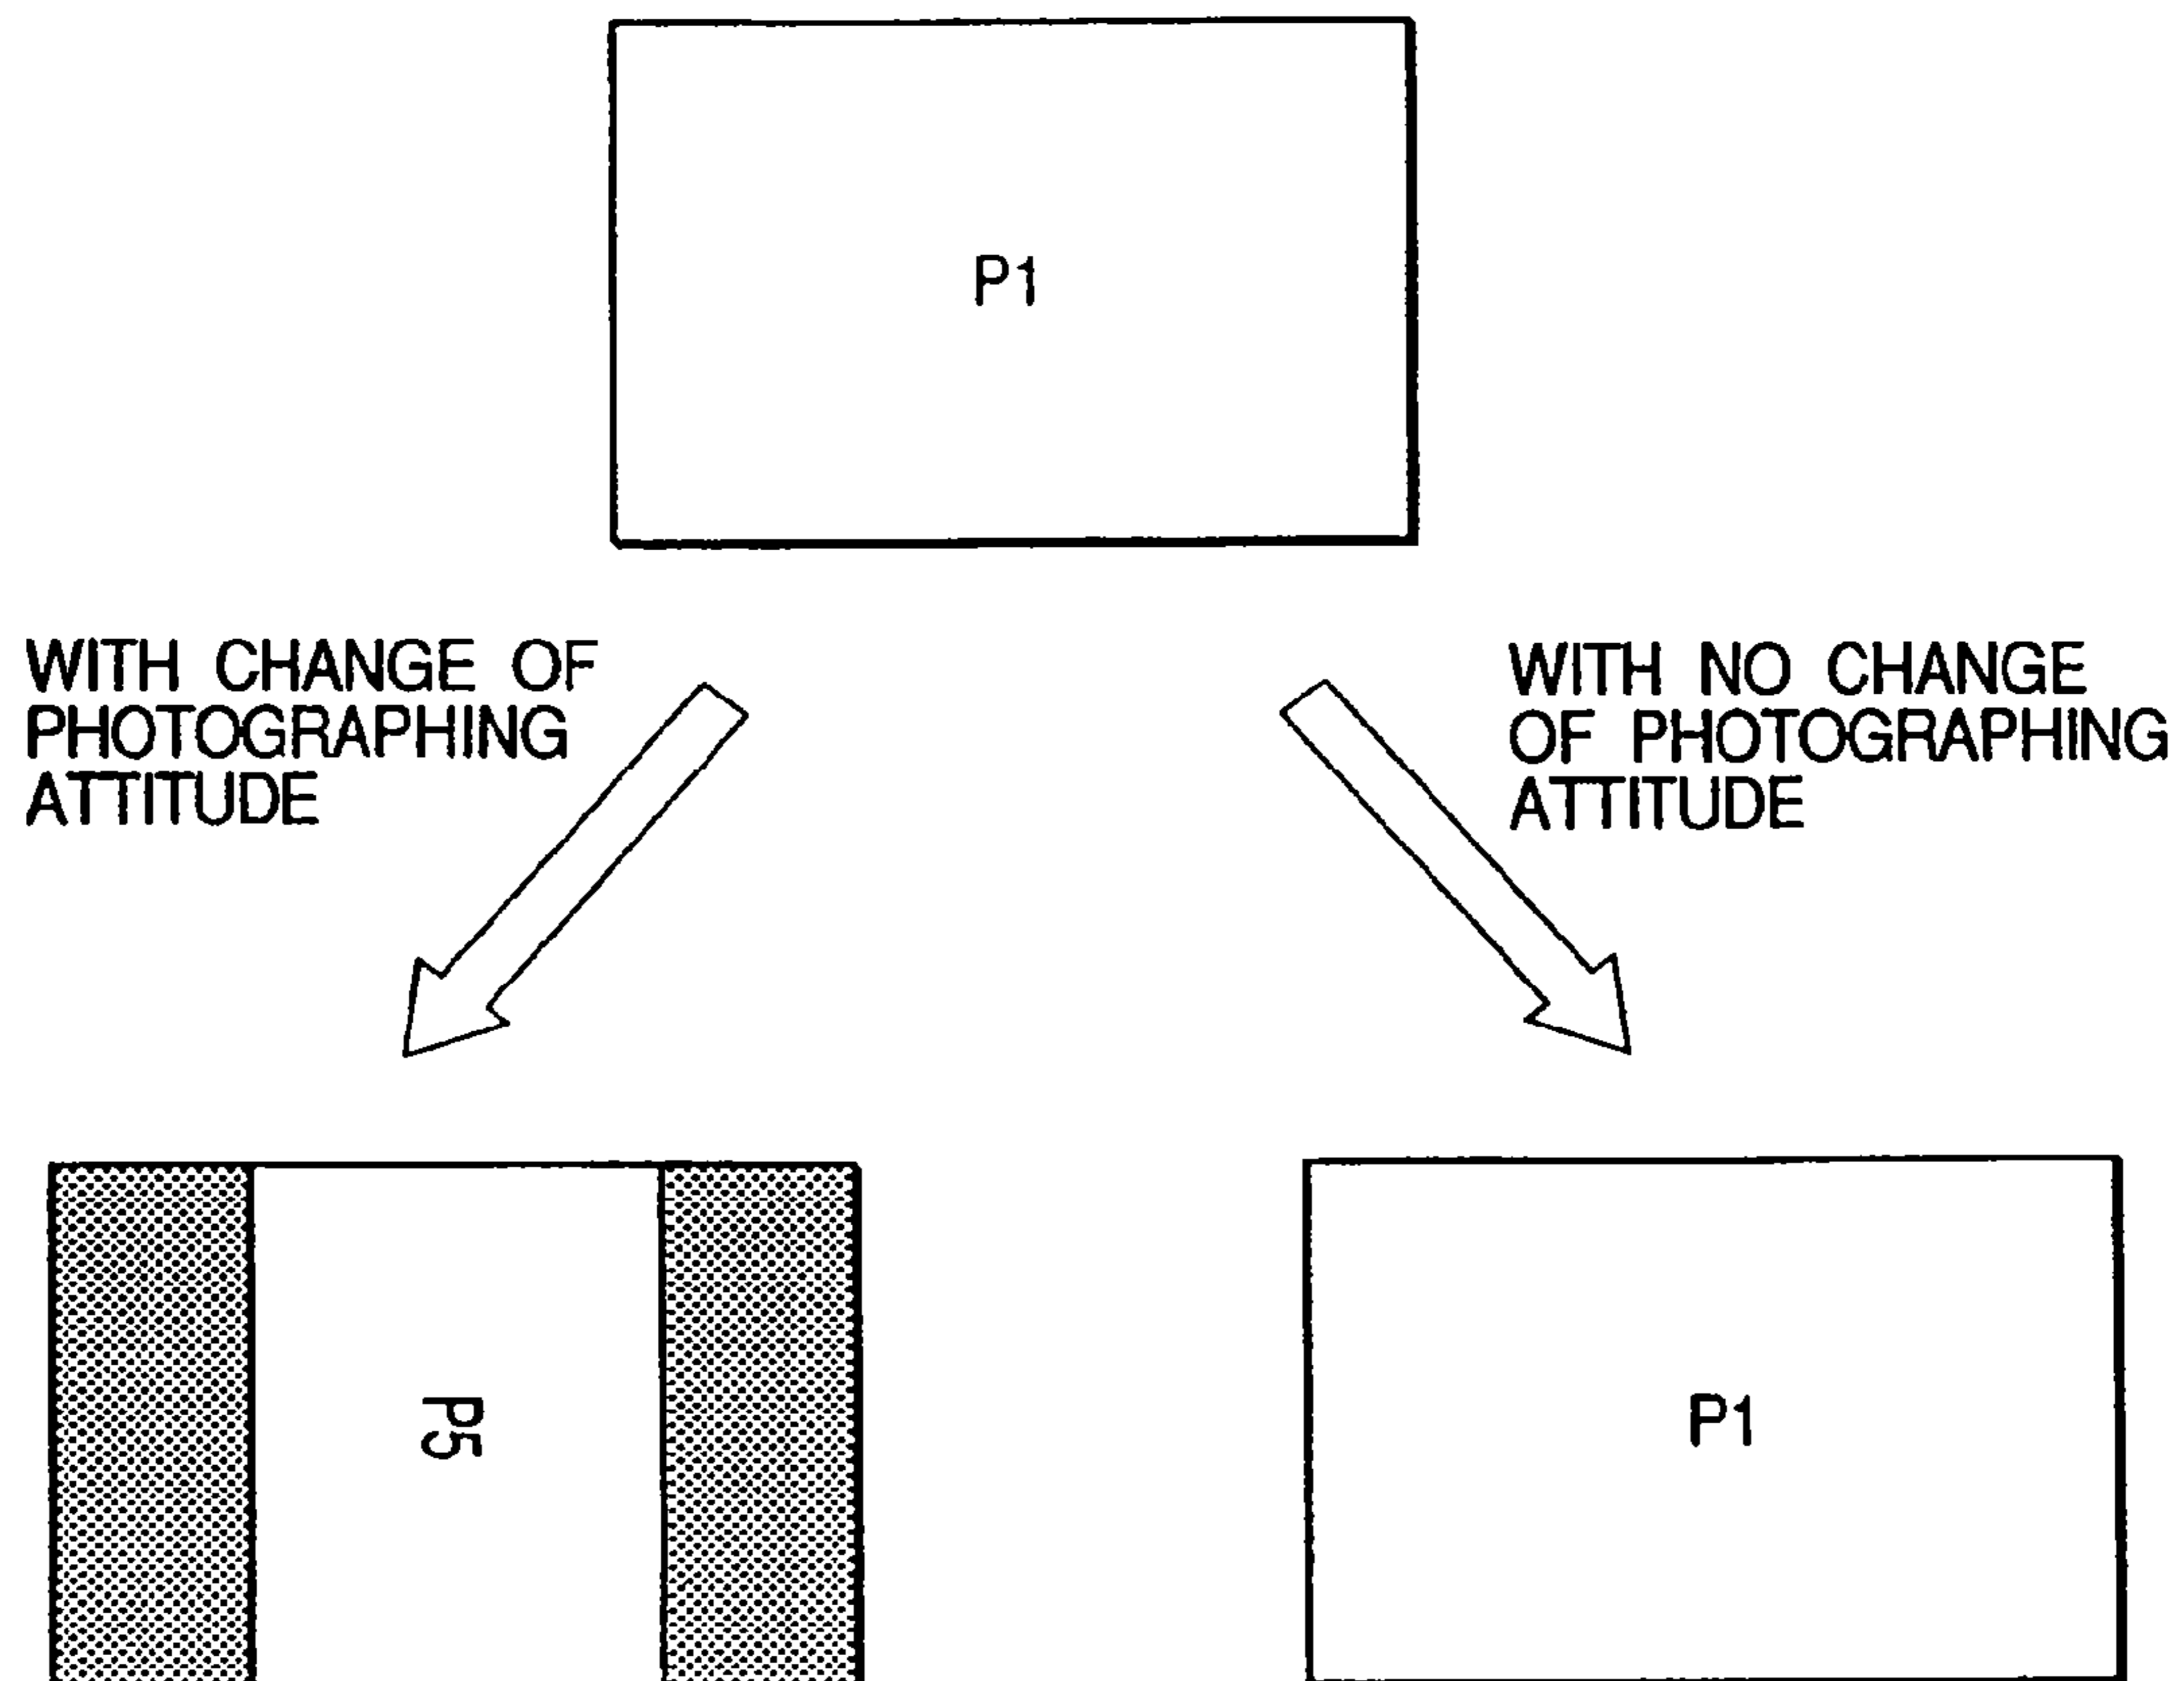 P1
WITH CHANGE OF
PHOTOGRAPHING
ATTITUDE
WITH NO CHANGE
OF PHOTOGRAPHING
ATTITUDE
P5
P1